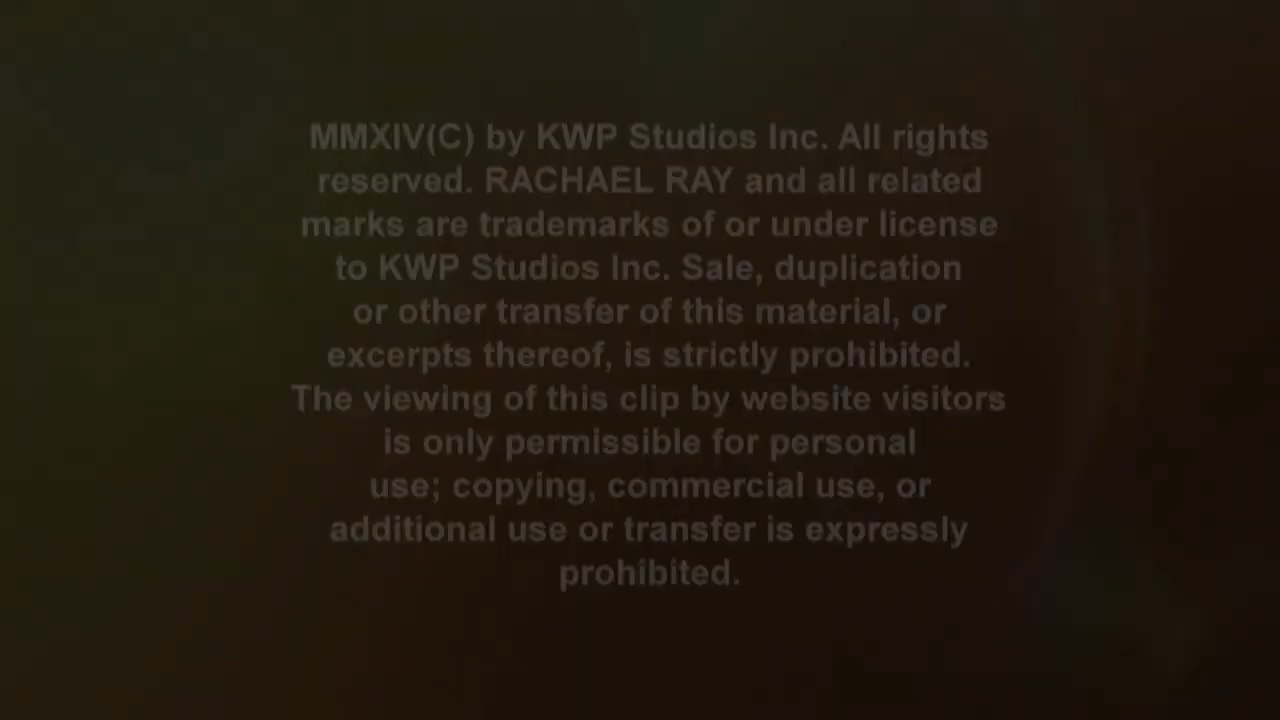 MMXIV(C) by KWP Studios Inc. All rights
reserved. RACHAEL RAY and all related
marks are trademarks of or under license
to KWP Studios Inc. Sale, duplication
or other transfer of this material, or
excerpts thereof, is strictly prohibited.
The viewing of this clip by website visitors
is only permissible for personal
use; copying, commercial use, or
additional use or transfer is expressly
prohibited.